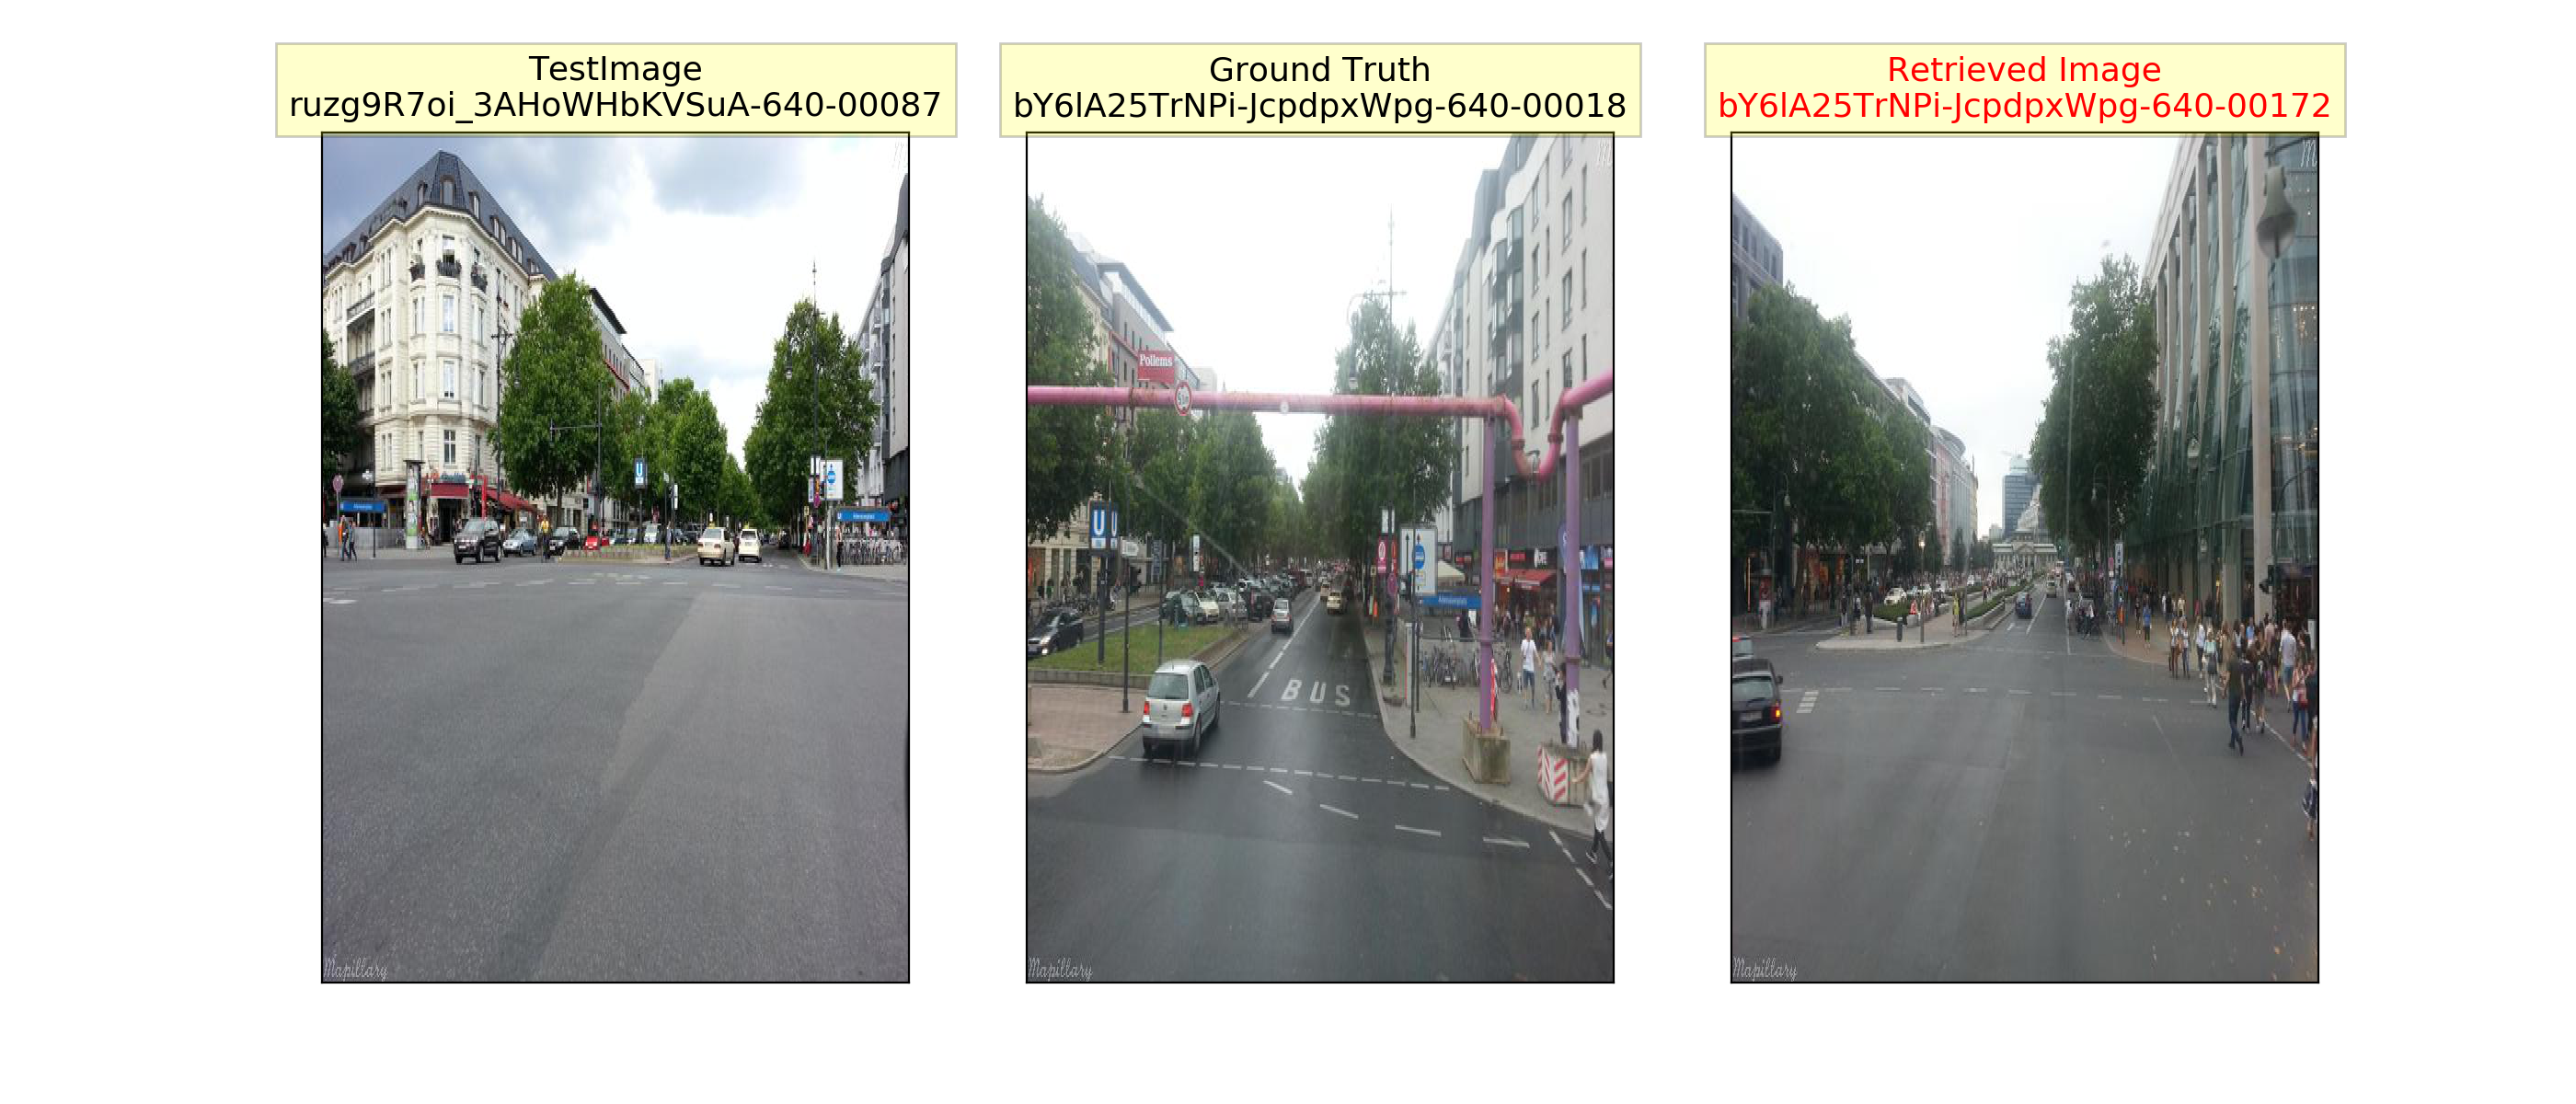 TestImage
ruzg9R7oi_3AHoWHbKVSuA-640-00087
Ground Truth
bY6lA25TrNPi-JcpdpxWpg-640-00018
Retrieved Image
bY6lA25TrNPi-JcpdpxWpg-640-00172
M
U
Mapillary
M
Pollems
U
U
BUS
Mapillary
M
Mapillary